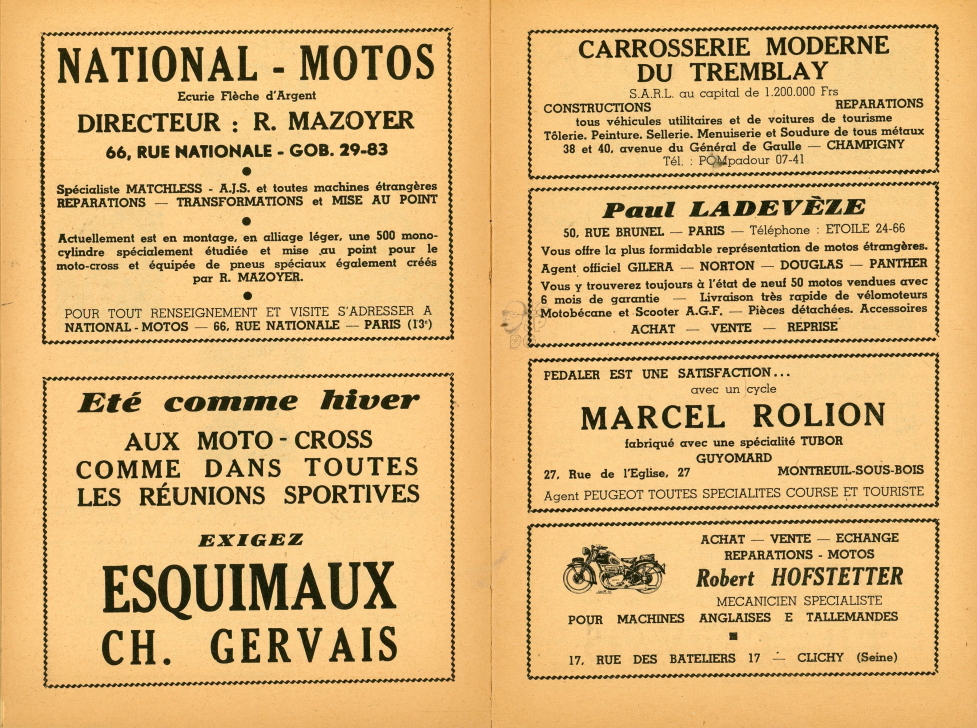 NATIONAL - MOTOS
Ecurie Flèche d'Argent
DIRECTEUR : R. MAZOYER
66, RUE NATIONALE - GOB. 29-83
Spécialiste MATCHLESS - A.J.S. et toutes machines étrangères
REPARATIONS — TRANSFORMATIONS et MISE AU POINT
Actuellement est en montage, en alliage léger, une 500 mono-
cylindre spécialement étudiée et mise au point pour le
moto-cross et équipée de pneus spéciaux également créés
par R. MAZOYER.
POUR TOUT RENSEIGNEMENT ET VISITE S'ADRESSER A
NATIONAL-MOTOS — 66, RUE NATIONALE — PARIS (13e)
Eté comme hiver
AUX MOTO-CROSS
COMME DANS TOUTES
LES RÉUNIONS SPORTIVES
EXIGEZ
ESQUIMAUX
CH. GERVAIS
CARROSSERIE MODERNE
DU TREMBLAY
S.A.R.L. au capital de 1.200.000 Frs
CONSTRUCTIONS REPARATIONS
tous véhicules utilitaires et de voitures de tourisme
Tôlerie. Peinture. Sellerie. Menuiserie et Soudure de tous métaux
38 et 40, avenue du Général de Gaulle — CHAMPIGNY
Tél. : POMpadour 07-41
Paul LADEVÈZE
50, RUE BRUNEL — PARIS — Téléphone : ETOILE 24-66
Vous offre la plus formidable représentation de motos étrangères.
Agent officiel GILERA — NORTON — DOUGLAS — PANTHER
Vous y trouverez toujours à l'état de neuf 50 motos vendues avec
6 mois de garantie — Livraison très rapide de vélomoteurs
Motobécane et Scooter A.G.F. — Pièces détachées. Accessoires
ACHAT — VENTE — REPRISE
PEDALER EST UNE SATISFACTION...
avec un cycle
MARCEL ROLION
fabriqué avec une spécialité TUBOR
GUYOMARD
27, Rue de l'Eglise, 27 MONTREUIL-SOUS-BOIS
Agent PEUGEOT TOUTES SPECIALITES COURSE ET TOURISTE
ACHAT — VENTE — ECHANGE
REPARATIONS - MOTOS
Robert HOFSTETTER
MECANICIEN SPECIALISTE
POUR MACHINES ANGLAISES E TALLEMANDES
17, RUE DES BATELIERS 17 — CLICHY (Seine)